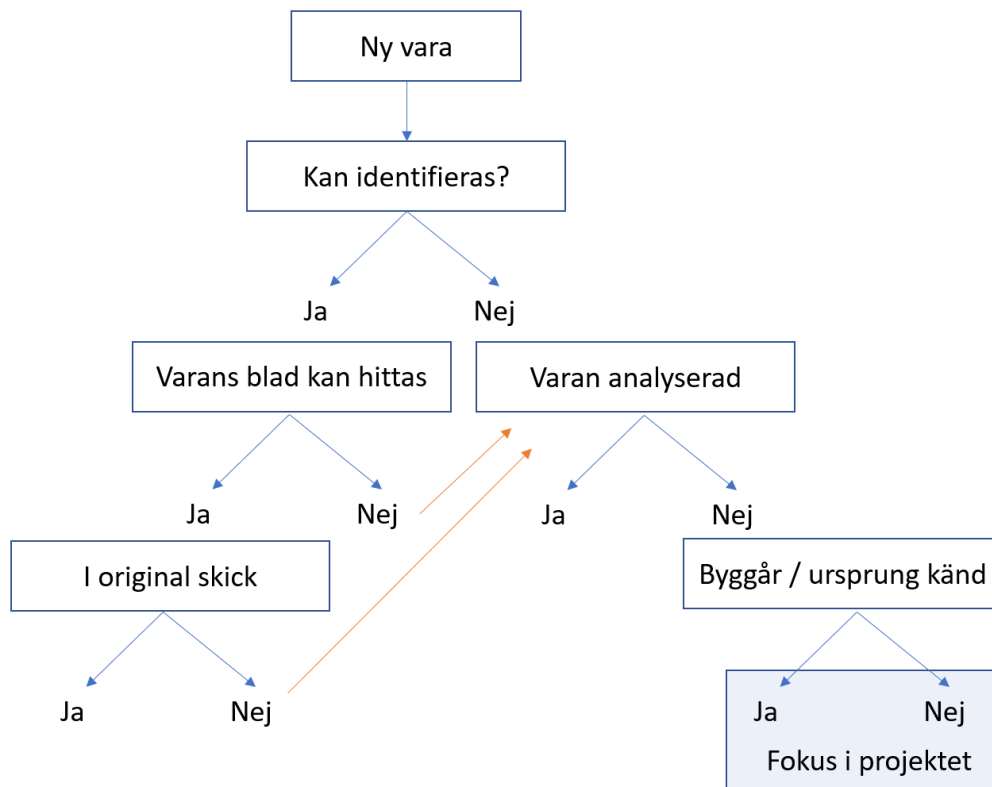 Ny vara
Kan identifieras?
Ja
Nej
Varans blad kan hittas
Varan analyserad
Ja
Nej
Ja
Nej
I original skick
Byggår / ursprung känd
Ja
Nej
Ja
Nej
Fokus i projektet